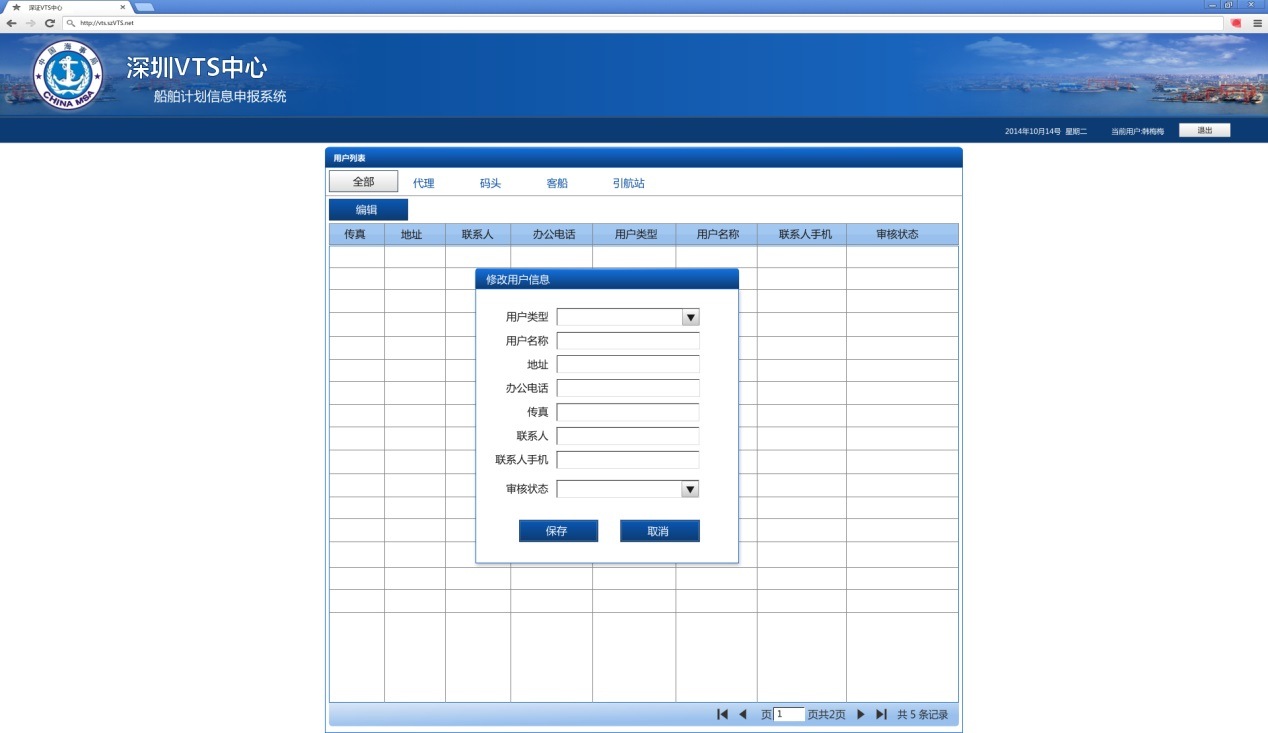 深证VTS中心
http://vts.szVTS.net
中国海事局
CHINA MSA
深圳VTS中心
船舶计划信息申报系统
2014年10月14号 星期二 当前用户:韩梅梅 退出
用户列表
全部 代理 码头 客船 引航站
编辑
传真 地址 联系人 办公电话 用户类型 用户名称 联系人手机 审核状态
修改用户信息
用户类型
用户名称
地址
办公电话
传真
联系人
联系人手机
审核状态
保存 取消
页 1 页共2页 共 5 条记录